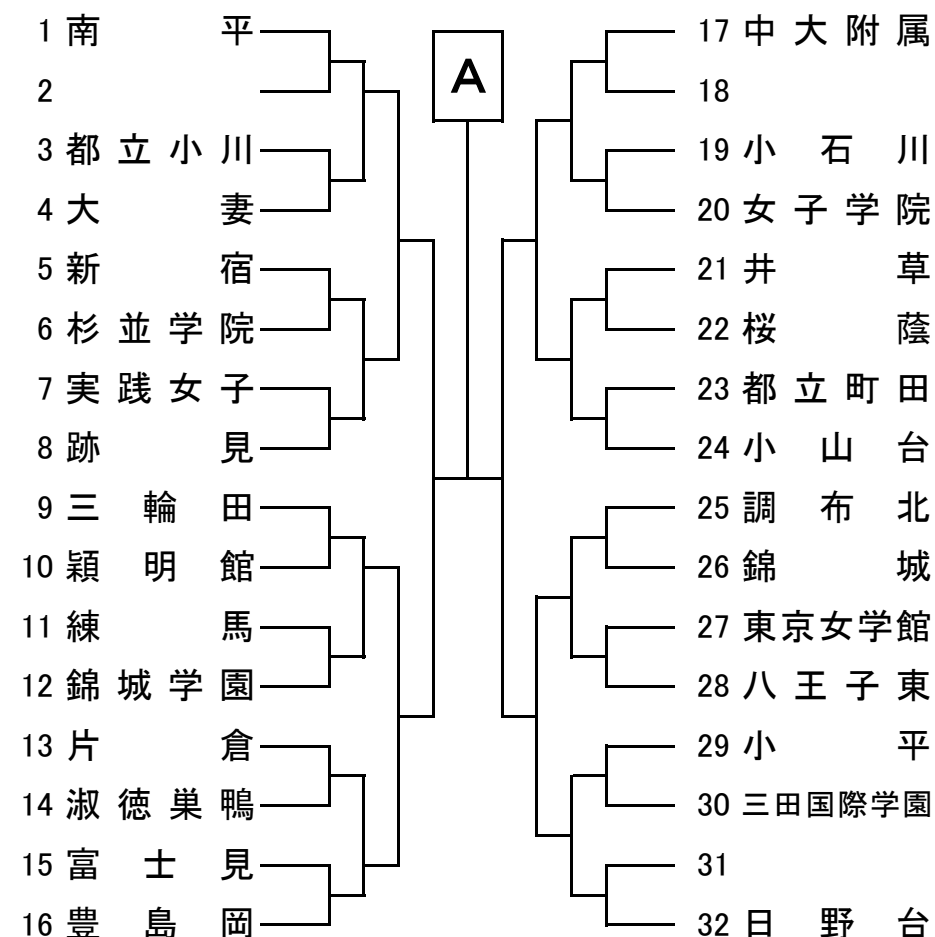 1 南平
2
3 都立小川
4 大妻
5 新宿
6 杉並学院
7 実践女子
8 跡見
9 三輪田
10 穎明館
11 練馬
12 錦城学園
13 片倉
14 淑徳巣鴨
15 富士見
16 豊島岡
A
17 中大附属
18
19 小石川
20 女子学院
21 井草
22 桜蔭
23 都立町田
24 小山台
25 調布北
26 錦城
27 東京女学館
28 八王子東
29 小平
30 三田国際学園
31
32 日野台